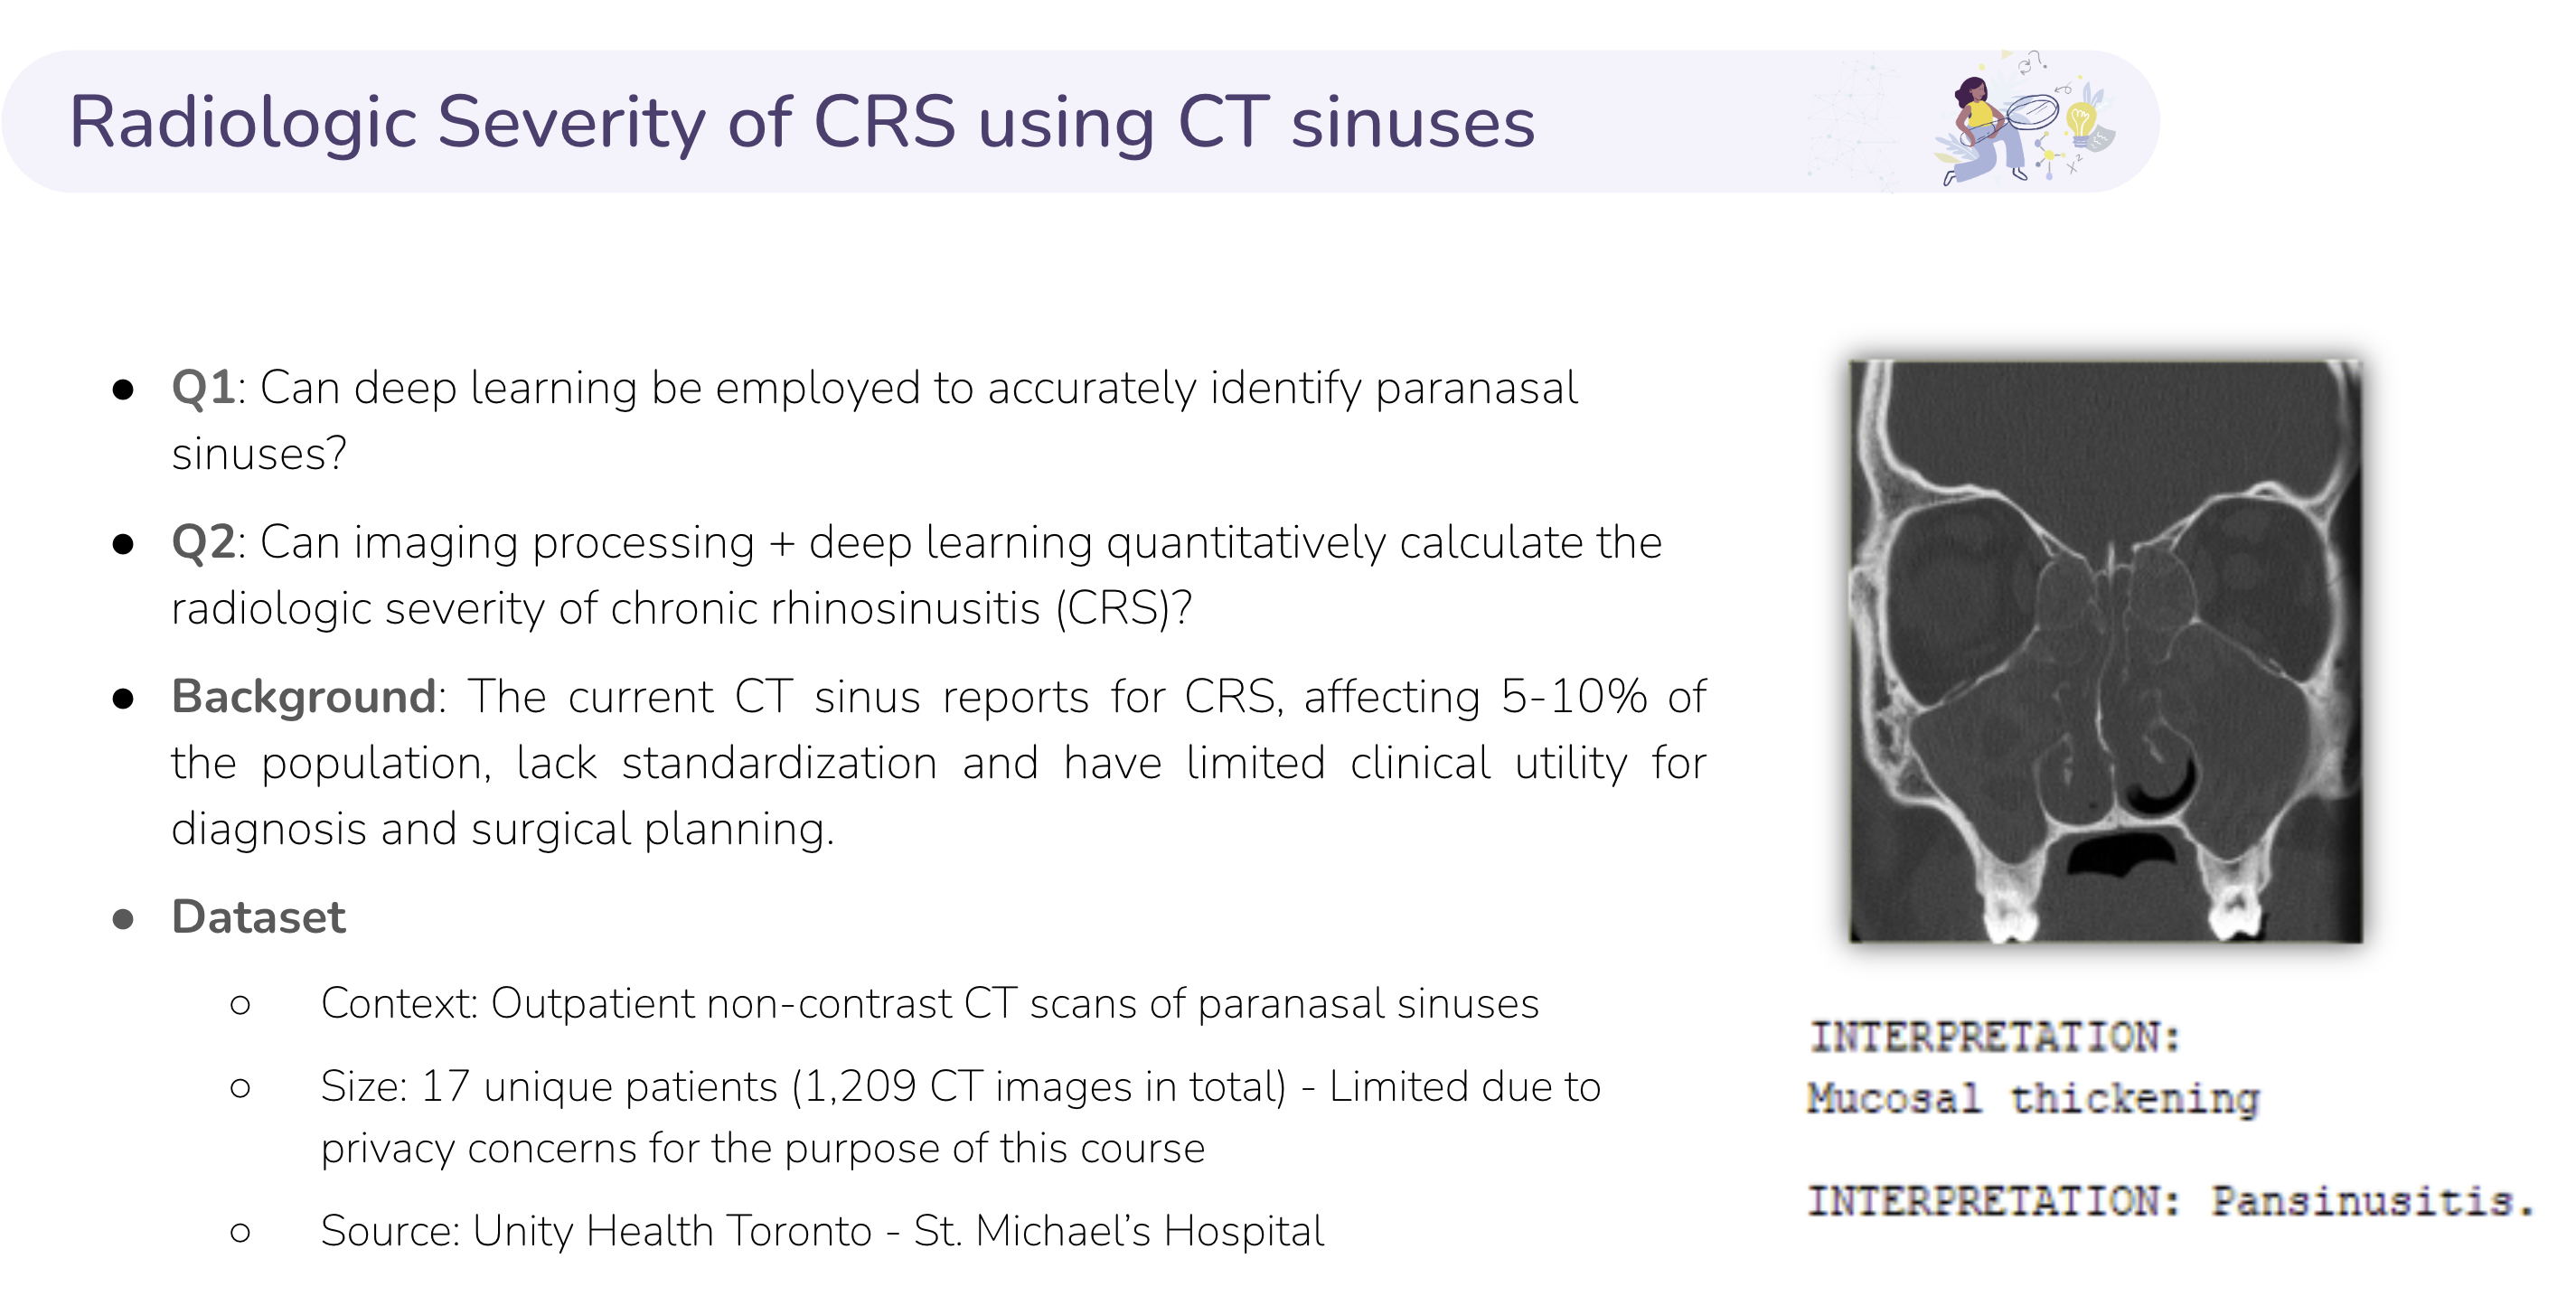 Radiologic Severity of CRS using CT sinuses
● Q1: Can deep learning be employed to accurately identify paranasal
sinuses?
● Q2: Can imaging processing + deep learning quantitatively calculate the
radiologic severity of chronic rhinosinusitis (CRS)?
● Background: The current CT sinus reports for CRS, affecting 5-10% of
the population, lack standardization and have limited clinical utility for
diagnosis and surgical planning.
● Dataset
○ Context: Outpatient non-contrast CT scans of paranasal sinuses
○ Size: 17 unique patients (1,209 CT images in total) - Limited due to
privacy concerns for the purpose of this course
○ Source: Unity Health Toronto - St. Michael’s Hospital
INTERPRETATION:
Mucosal thickening
INTERPRETATION: Pansinusitis.